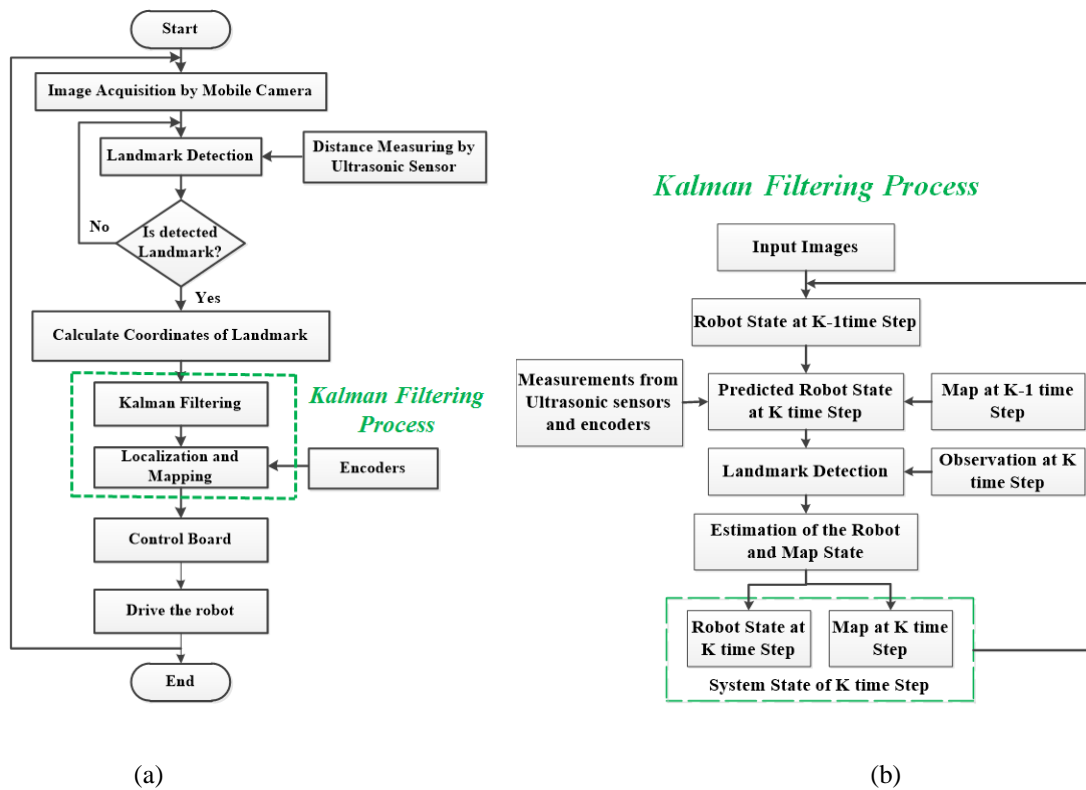 Start
Image Acquisition by Mobile Camera
Landmark Detection
Distance Measuring by
Ultrasonic Sensor
No
Is detected
Landmark?
Yes
Calculate Coordinates of Landmark
Kalman Filtering
Kalman Filtering
Process
Localization and
Mapping
Encoders
Control Board
Drive the robot
End
(a)
Kalman Filtering Process
Input Images
Robot State at K-1time Step
Measurements from
Ultrasonic sensors
and encoders
Predicted Robot State
at K time Step
Map at K-1 time
Step
Landmark Detection
Observation at K
time Step
Estimation of the Robot
and Map State
Robot State at
K time Step
Map at K time
Step
System State of K time Step
(b)